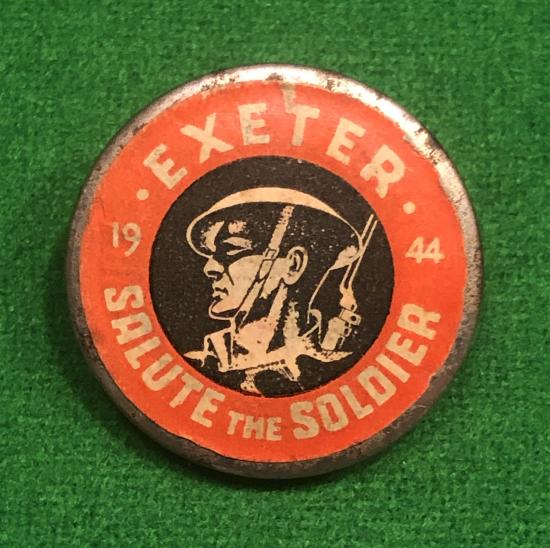 · EXETER ·
19 44
SALUTE THE SOLDIER